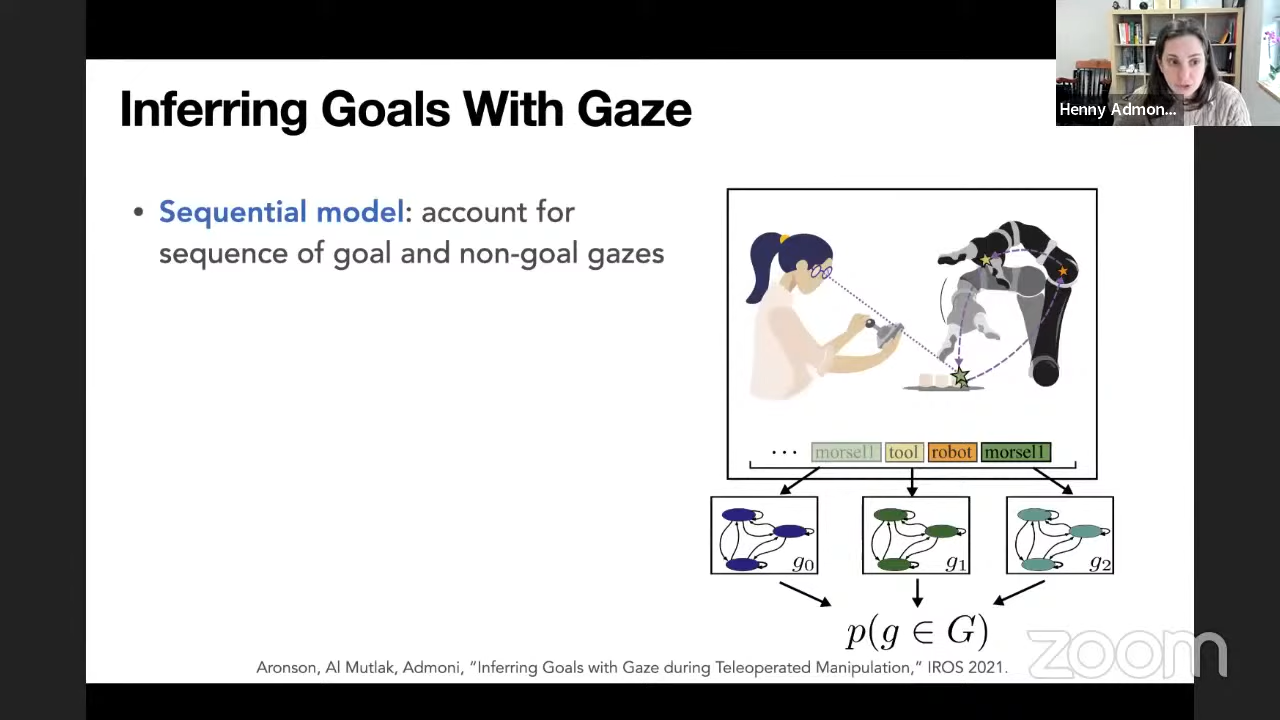 Inferring Goals With Gaze
Henny Admon...
• Sequential model: account for
sequence of goal and non-goal gazes
... morsel1 tool robot morsel1
g0 g1 g2
p(g ∈ G)
Aronson, Al Mutlak, Admoni, “Inferring Goals with Gaze during Teleoperated Manipulation,” IROS 2021.
zoom